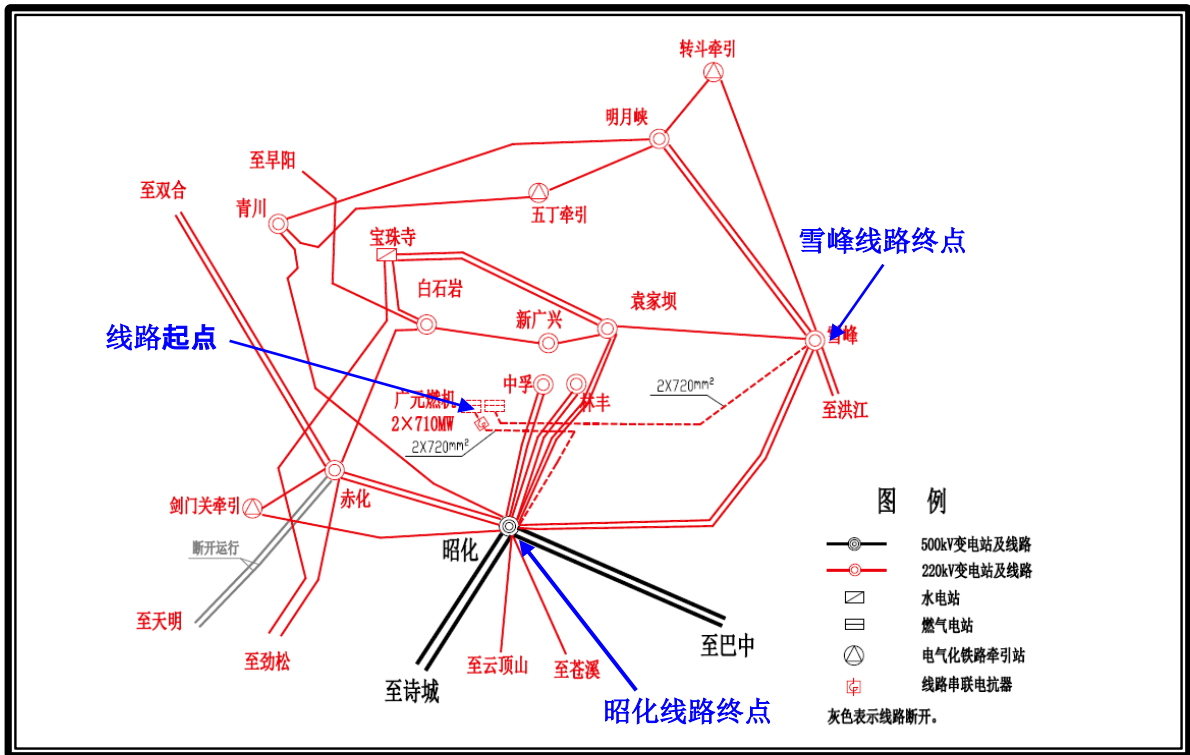 转斗牵引
明月峡
至旱阳
至双合
青川
五丁牵引
宝珠寺
雪峰线路终点
白石岩
袁家坝
新广兴
线路起点
雪峰
中孚
林丰
2X720mm²
广元燃机
2×710MW
至洪江
2X720mm²
赤化
剑门关牵引
图 例
昭化
断开运行
500kV变电站及线路
220kV变电站及线路
水电站
至天明
燃气电站
至巴中
至劲松
至云顶山
至苍溪
电气化铁路牵引站
至诗城
线路串联电抗器
昭化线路终点
灰色表示线路断开。